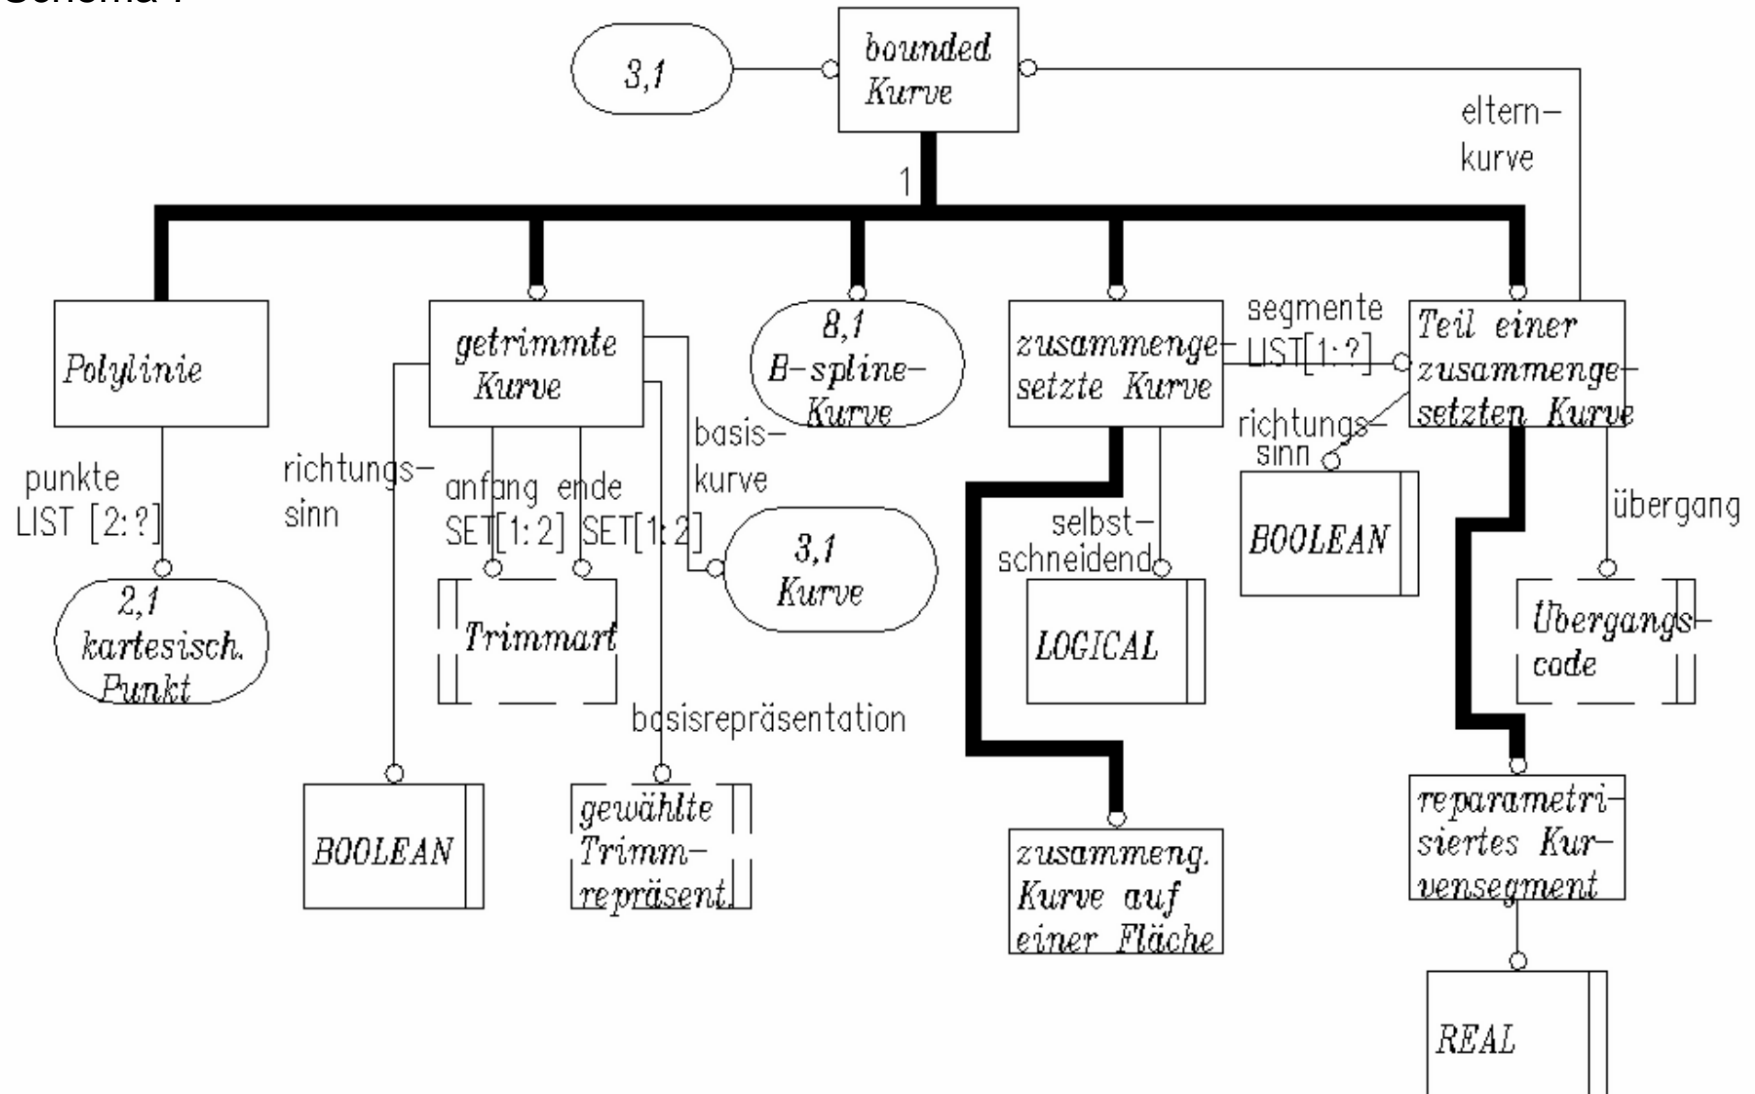 3,1
bounded
Kurve
eltern-
kurve
1
Polylinie
getrimmte
Kurve
8,1
B-spline-
Kurve
zusammenge-
setzte Kurve
segmente
LIST[1:?]
Teil einer
zusammenge-
setzten Kurve
punkte
LIST [2:?]
richtungs-
sinn
anfang
SET[1:2]
ende
SET[1:2]
basis-
kurve
selbst-
schneidend
richtungs-
sinn
übergang
2,1
kartesisch.
Punkt
Trimmart
3,1
Kurve
LOGICAL
BOOLEAN
Übergangs-
code
basisrepräsentation
BOOLEAN
gewählte
Trimm-
repräsent.
zusammeng.
Kurve auf
einer Fläche
reparametri-
siertes Kur-
vensegment
REAL